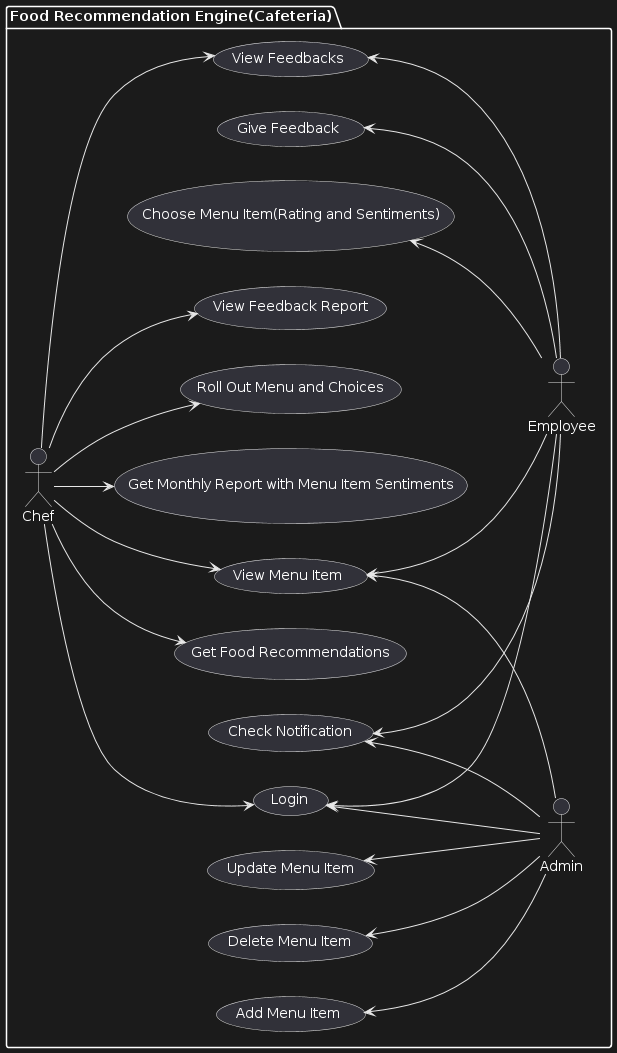 Food Recommendation Engine(Cafeteria)
View Feedbacks
Give Feedback
Choose Menu Item(Rating and Sentiments)
View Feedback Report
Roll Out Menu and Choices
Employee
Get Monthly Report with Menu Item Sentiments
Chef
View Menu Item
Get Food Recommendations
Check Notification
Login
Update Menu Item
Admin
Delete Menu Item
Add Menu Item